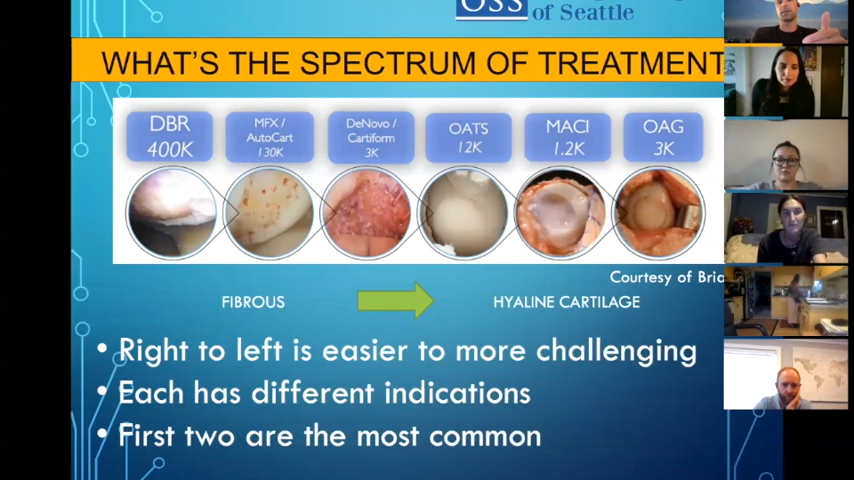 OSS
of Seattle
WHAT'S THE SPECTRUM OF TREATMENT
DBR
400K
MFX /
AutoCart
130K
DeNovo /
Cartiform
3K
OATS
12K
MACI
1.2K
OAG
3K
Courtesy of
FIBROUS
HYALINE CARTILAGE
• Right to left is easier to more challenging
• Each has different indications
• First two are the most common